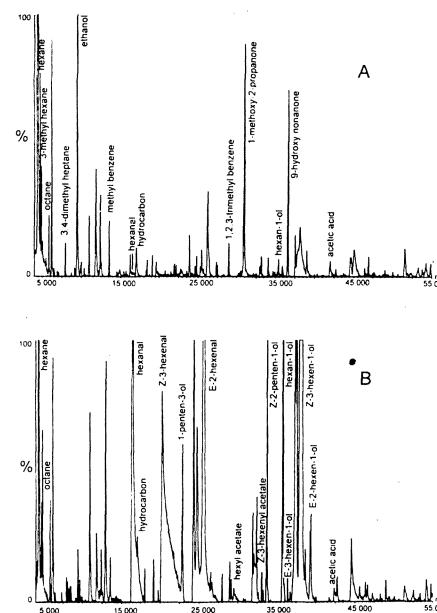 100
hexane
3-methyl hexane
octane
3 4-dimethyl heptane
ethanol
methyl benzene
hexanal
hydrocarbon
1,2 3-trimethyl benzene
1-methoxy-2-propanone
hexan-1-ol
9-hydroxy nonanone
acetic acid
A
%
0
5 000
15 000
25 000
35 000
45 000
55 0
100
hexane
octane
hexanal
hydrocarbon
Z-3-hexenal
1-penten-3-ol
E-2-hexenal
hexyl acetate
Z-3-hexenyl acetate
Z-2-penten-1-ol
hexan-1-ol
E-3-hexen-1-ol
Z-3-hexen-1-ol
E-2-hexen-1-ol
acetic acid
B
%
0
5 000
15 000
25 000
35 000
45 000
55 00